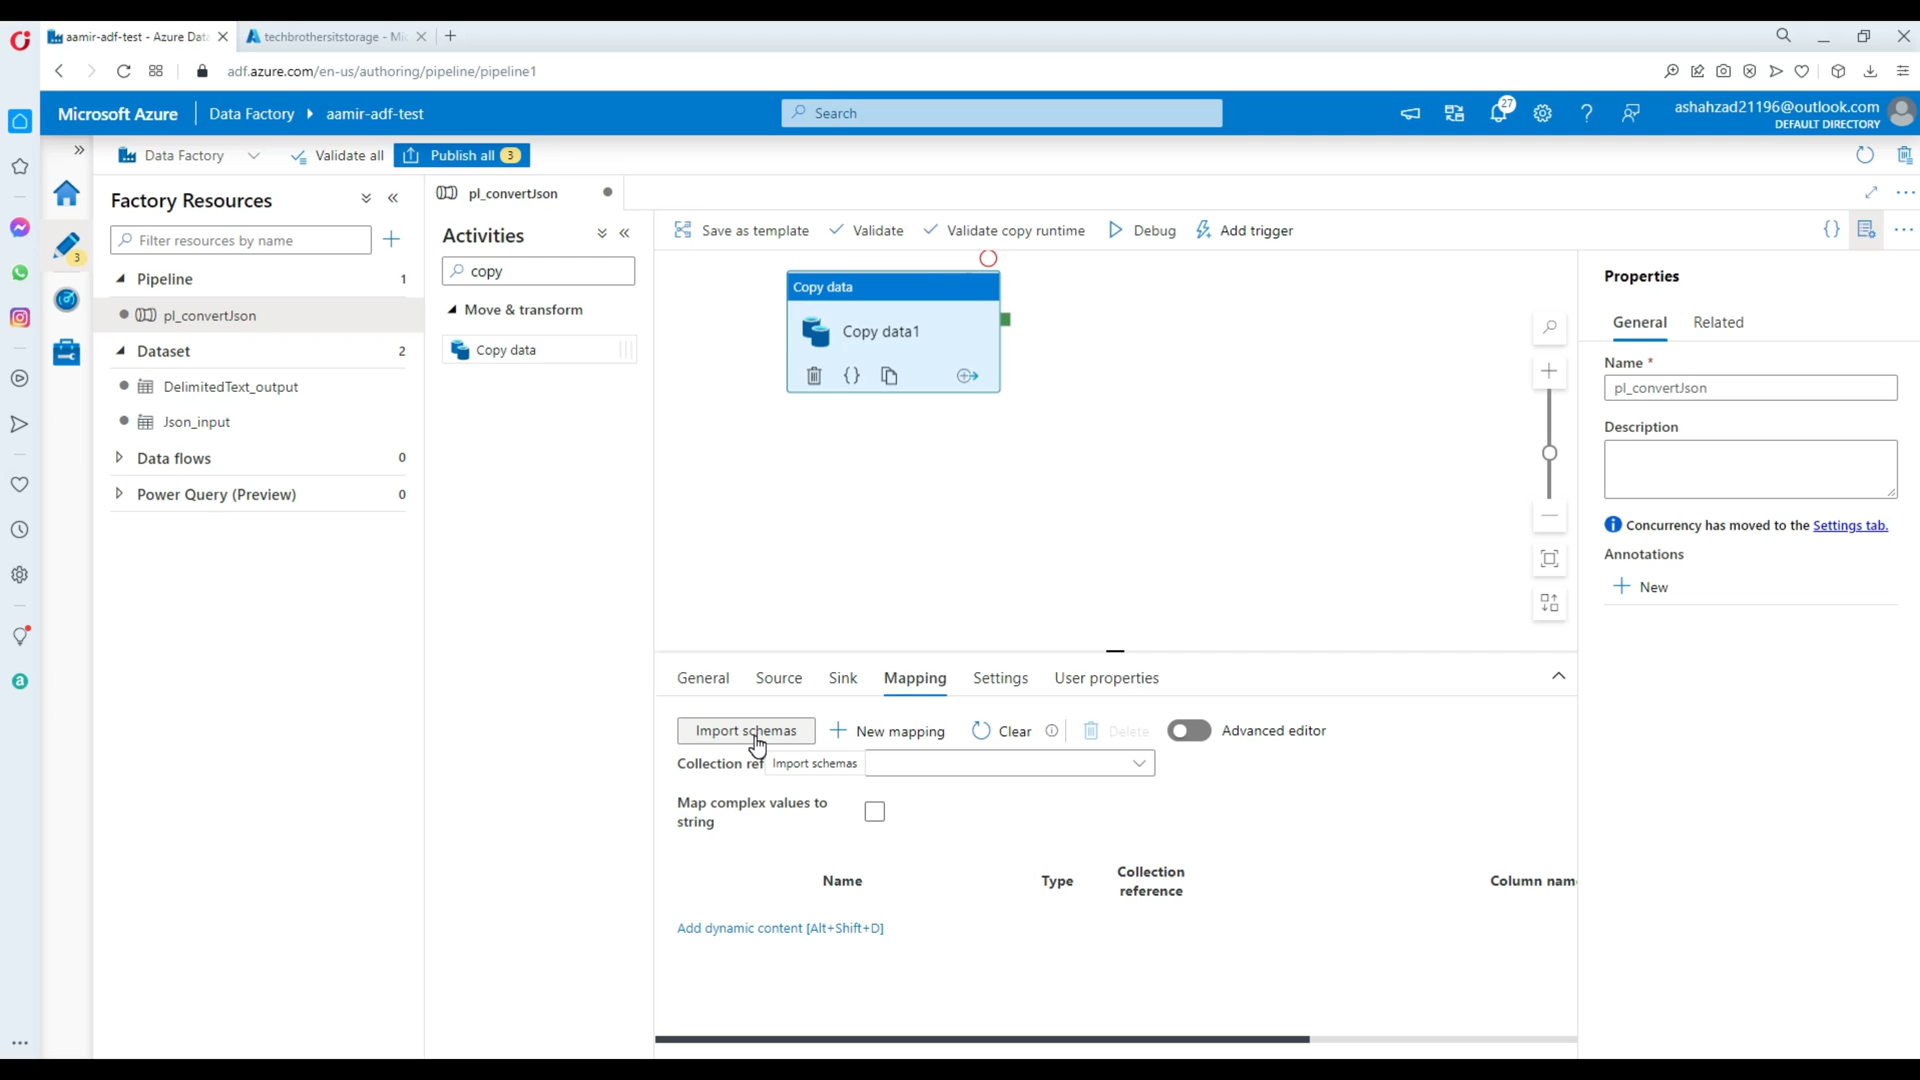 aamir-adf-test - Azure Data
techbrothersitstorage - Mic
adf.azure.com/en-us/authoring/pipeline/pipeline1
Microsoft Azure
Data Factory
aamir-adf-test
Search
27
ashahzad21196@outlook.com
DEFAULT DIRECTORY
Data Factory
Validate all
Publish all 3
Factory Resources
Filter resources by name
3
Pipeline 1
pl_convertJson
Dataset 2
DelimitedText_output
Json_input
Data flows 0
Power Query (Preview) 0
pl_convertJson
Activities
copy
Move & transform
Copy data
Save as template
Validate
Validate copy runtime
Debug
Add trigger
Copy data
Copy data1
Properties
General
Related
Name *
pl_convertJson
Description
Concurrency has moved to the Settings tab.
Annotations
New
General
Source
Sink
Mapping
Settings
User properties
Import schemas
New mapping
Clear
Delete
Advanced editor
Collection ref
Import schemas
Map complex values to
string
Name
Type
Collection
reference
Column nam
Add dynamic content [Alt+Shift+D]
a